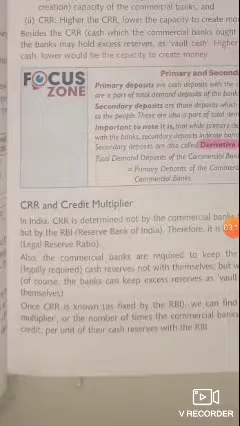 creation) capacity of the commercial banks, and
(ii) CRR: Higher the CRR, lower the capacity to create mo
Besides the CRR (cash which the commercial banks ought
the banks may hold excess reserves, as 'vault cash'. Higher
cash, lower would be the capacity to create money.
FOCUS
ZONE
Primary and Second
Primary deposits are cash deposits with the
are a part of total demand deposits of the bank
Secondary deposits are those deposits which
to the people. These are also a part of total dem
Important to note is, that while primary de
with the banks, secondary deposits indicate
Secondary deposits are also called Derivative
Total Demand Deposits of the Commercial Ban
= Primary Deposits of the Commerc
Commercial Banks
CRR and Credit Multiplier
In India, CRR is determined not by the commercial banks
but by the RBI (Reserve Bank of India). Therefore, it is
(Legal Reserve Ratio).
Also, the commercial banks are required to keep the
(legally required) cash reserves not with themselves, but w
(of course, the banks can keep excess reserves as 'vault
themselves)
Once CRR is known (as fixed by the RBI), we can find
multiplier', or the number of times the commercial banks
credit, per unit of their cash reserves with the RBI
V RECORDER